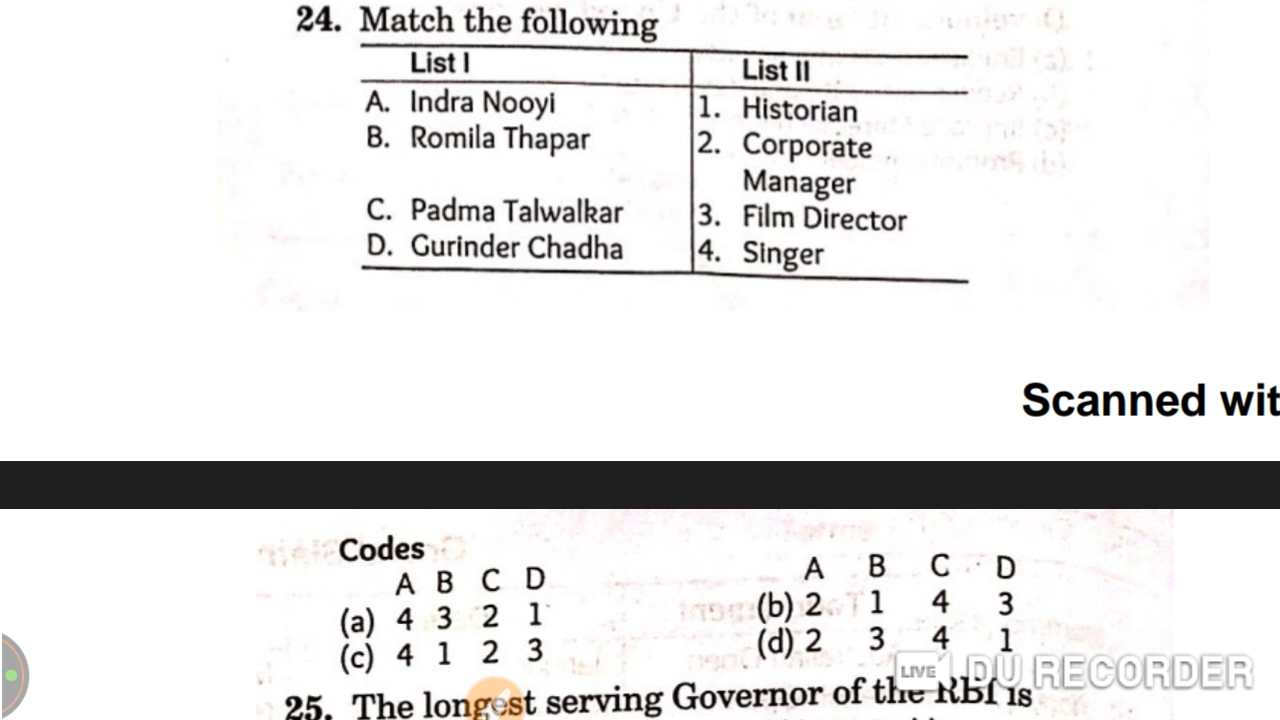 24. Match the following
List I List II
A. Indra Nooyi 1. Historian
B. Romila Thapar 2. Corporate
Manager
C. Padma Talwalkar 3. Film Director
D. Gurinder Chadha 4. Singer
Scanned wit
Codes
A B C D A B C D
(a) 4 3 2 1 (b) 2 1 4 3
(c) 4 1 2 3 (d) 2 3 4 1
LIVE DU RECORDER
25. The longest serving Governor of the RBI is